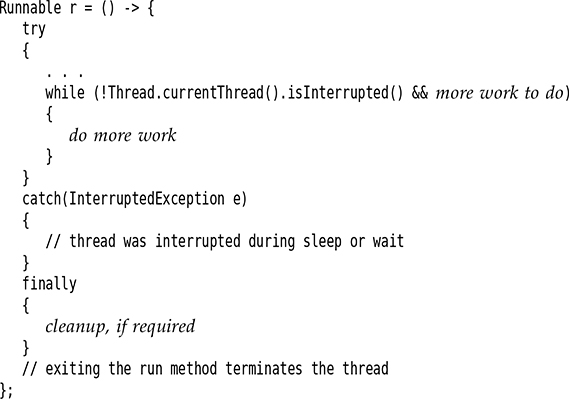 Runnable r = () -> {
   try
   {
      . . .
      while (!Thread.currentThread().isInterrupted() && more work to do)
      {
         do more work
      }
   }
   catch(InterruptedException e)
   {
      // thread was interrupted during sleep or wait
   }
   finally
   {
      cleanup, if required
   }
   // exiting the run method terminates the thread
};